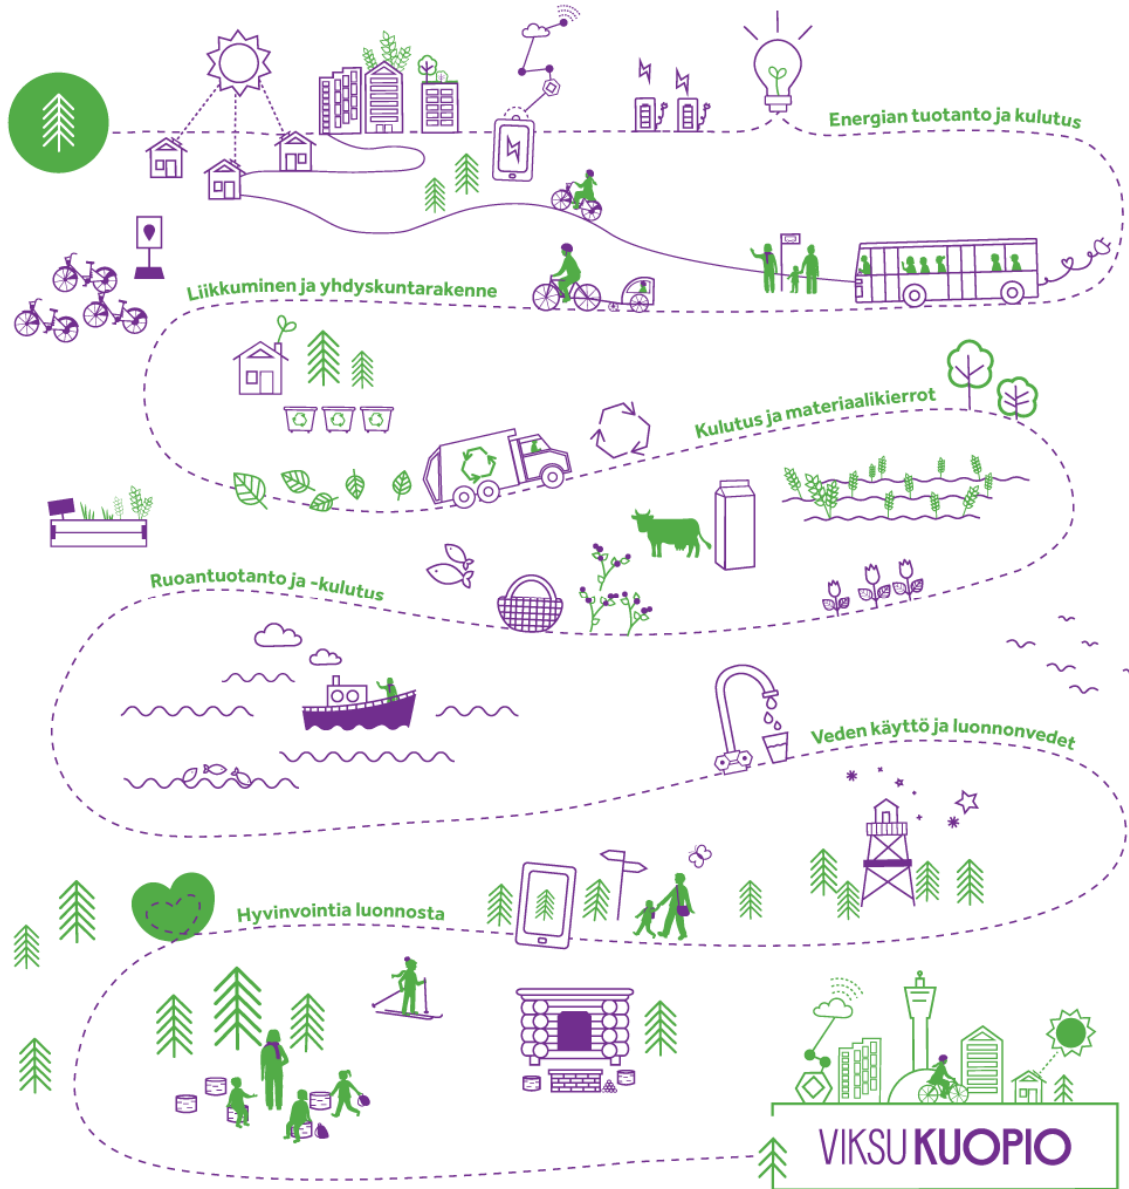 Energian tuotanto ja kulutus
Liikkuminen ja yhdyskuntarakenne
Kulutus ja materiaalikierrot
Ruoantuotanto ja -kulutus
Veden käyttö ja luonnonvedet
Hyvinvointia luonnosta
VIKSU KUOPIO